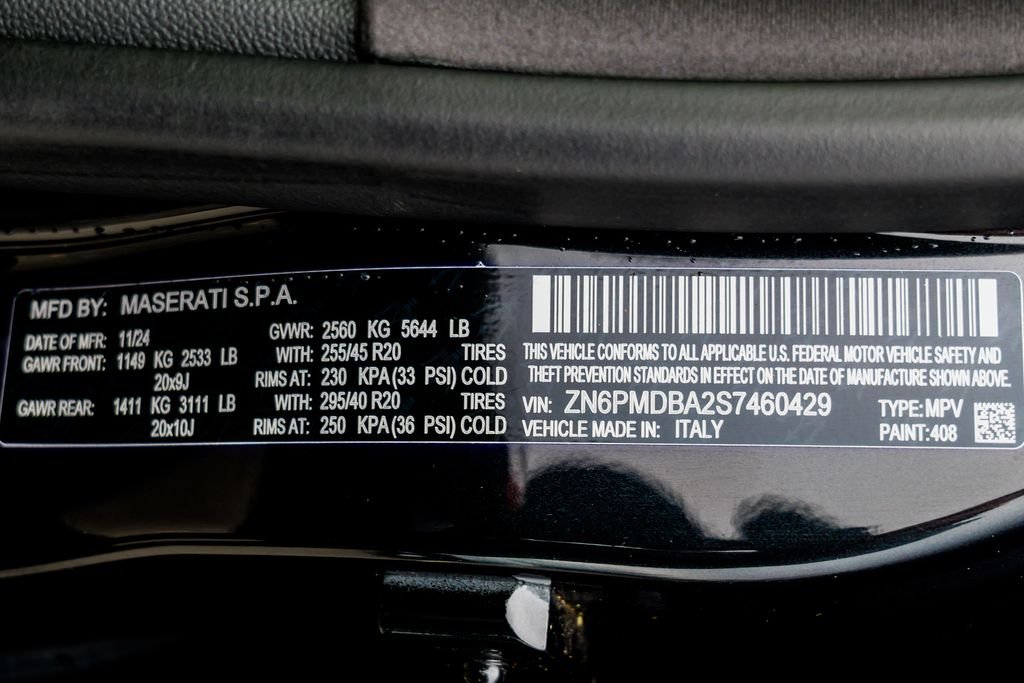 MFD BY: MASERATI S.P.A.
DATE OF MFR: 11/24 GVWR: 2560 KG 5644 LB
GAWR FRONT: 1149 KG 2533 LB WITH: 255/45 R20 TIRES
20x9J RIMS AT: 230 KPA(33 PSI) COLD
GAWR REAR: 1411 KG 3111 LB WITH: 295/40 R20 TIRES
20x10J RIMS AT: 250 KPA(36 PSI) COLD
THIS VEHICLE CONFORMS TO ALL APPLICABLE U.S. FEDERAL MOTOR VEHICLE SAFETY AND
THEFT PREVENTION STANDARDS IN EFFECT ON THE DATE OF MANUFACTURE SHOWN ABOVE.
VIN: ZN6PMDBA2S7460429 TYPE: MPV
VEHICLE MADE IN: ITALY PAINT: 408